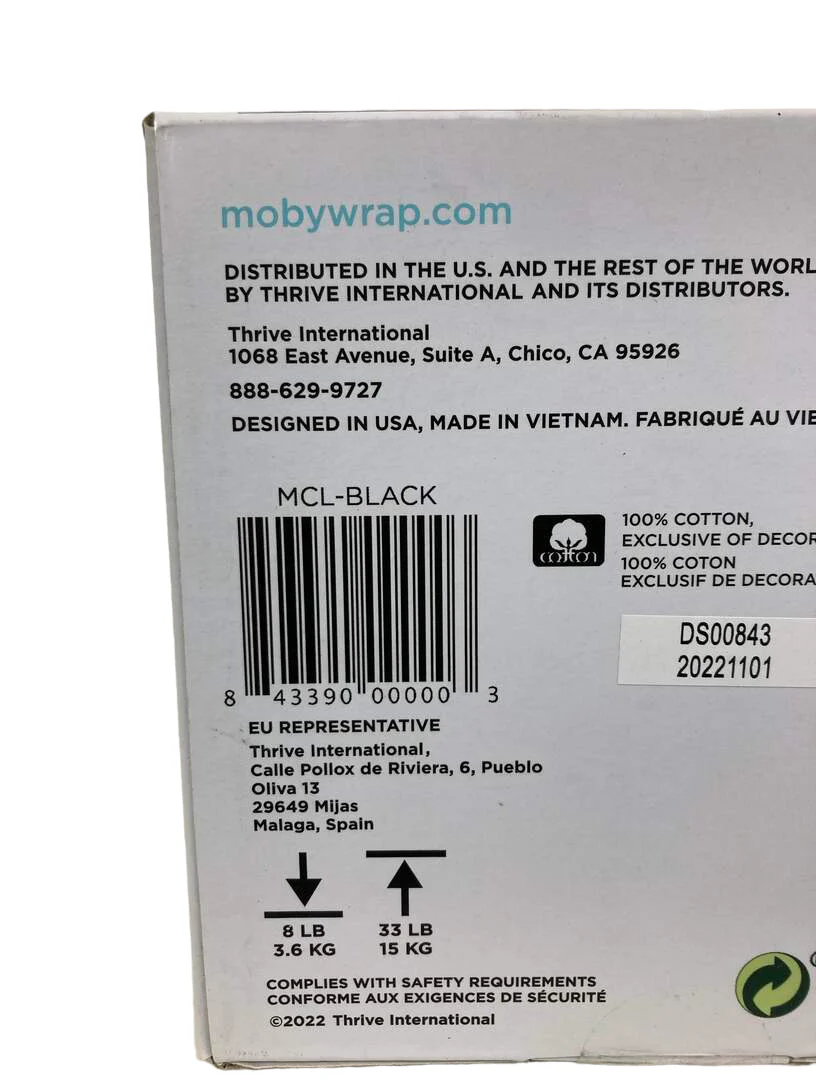 mobywrap.com
DISTRIBUTED IN THE U.S. AND THE REST OF THE WORL
BY THRIVE INTERNATIONAL AND ITS DISTRIBUTORS.
Thrive International
1068 East Avenue, Suite A, Chico, CA 95926
888-629-9727
DESIGNED IN USA, MADE IN VIETNAM. FABRIQUÉ AU VIE
MCL-BLACK
8 43390 00000 3
cotton
100% COTTON,
EXCLUSIVE OF DECOR
100% COTON
EXCLUSIF DE DECORA
DS00843
20221101
EU REPRESENTATIVE
Thrive International,
Calle Pollox de Riviera, 6, Pueblo
Oliva 13
29649 Mijas
Malaga, Spain
8 LB
3.6 KG
33 LB
15 KG
COMPLIES WITH SAFETY REQUIREMENTS
CONFORME AUX EXIGENCES DE SÉCURITÉ
©2022 Thrive International